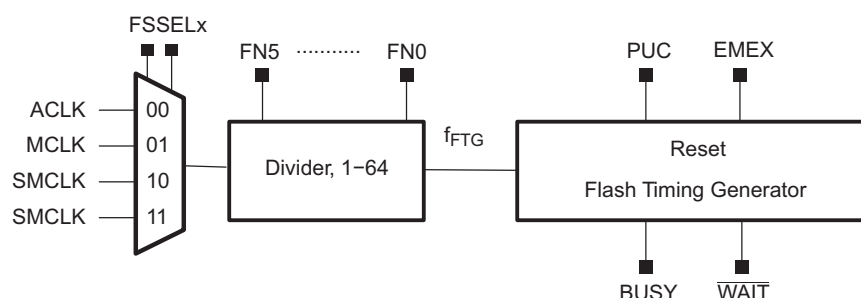 FSSELx
FN5 ........... FN0
PUC EMEX
ACLK 00
MCLK 01
SMCLK 10
SMCLK 11
Divider, 1−64
fFTG
Reset
Flash Timing Generator
BUSY WAIT